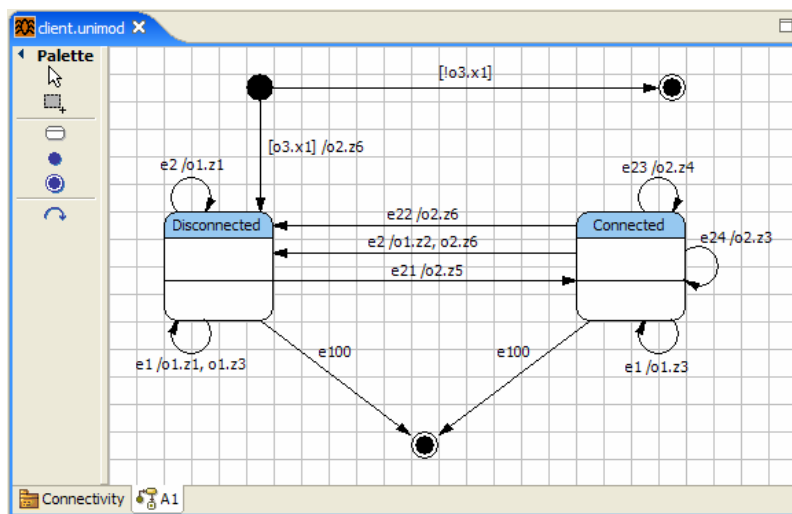 client.unimod
Palette
[!o3.x1]
[o3.x1] /o2.z6
e2 /o1.z1
e23 /o2.z4
Disconnected
e22 /o2.z6
Connected
e2 /o1.z2, o2.z6
e24 /o2.z3
e21 /o2.z5
e1 /o1.z1, o1.z3
e100
e100
e1 /o1.z3
Connectivity
A1